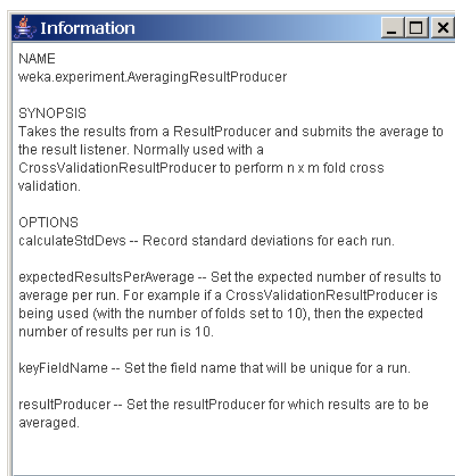 Information
NAME
weka.experiment.AveragingResultProducer
SYNOPSIS
Takes the results from a ResultProducer and submits the average to
the result listener. Normally used with a
CrossValidationResultProducer to perform n x m fold cross
validation.
OPTIONS
calculateStdDevs -- Record standard deviations for each run.
expectedResultsPerAverage -- Set the expected number of results to
average per run. For example if a CrossValidationResultProducer is
being used (with the number of folds set to 10), then the expected
number of results per run is 10.
keyFieldName -- Set the field name that will be unique for a run.
resultProducer -- Set the resultProducer for which results are to be
averaged.